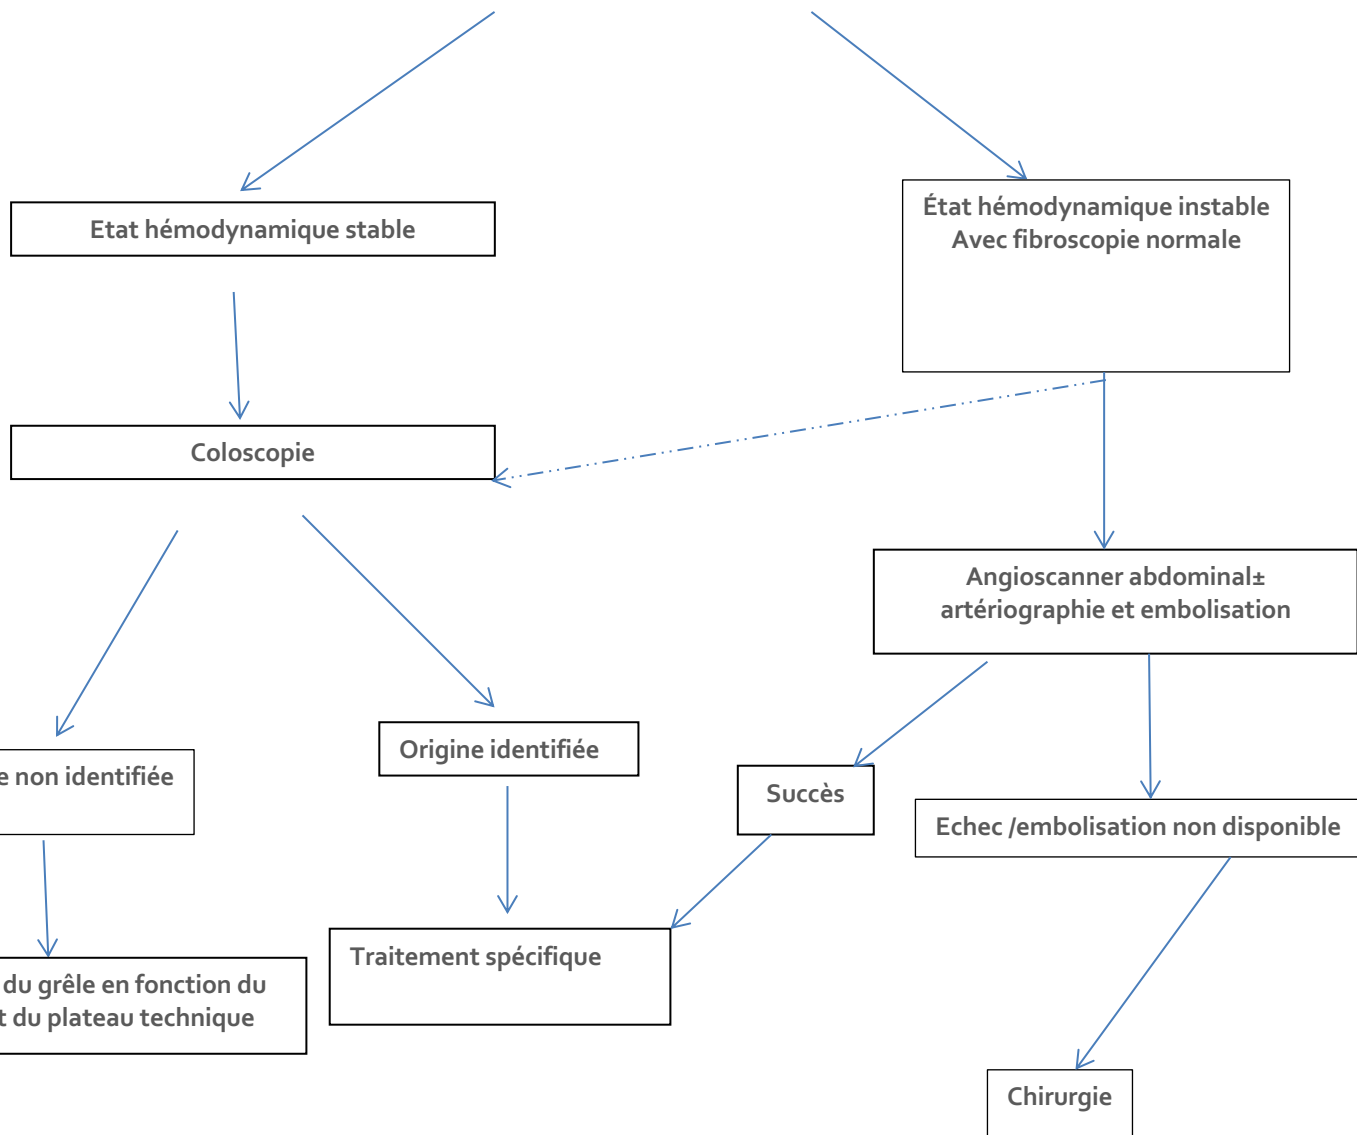 Etat hémodynamique stable
État hémodynamique instable
Avec fibroscopie normale
Coloscopie
Angioscanner abdominal±
artériographie et embolisation
Origine identifiée
e non identifiée
Succès
Echec /embolisation non disponible
Traitement spécifique
du grêle en fonction du
t du plateau technique
Chirurgie